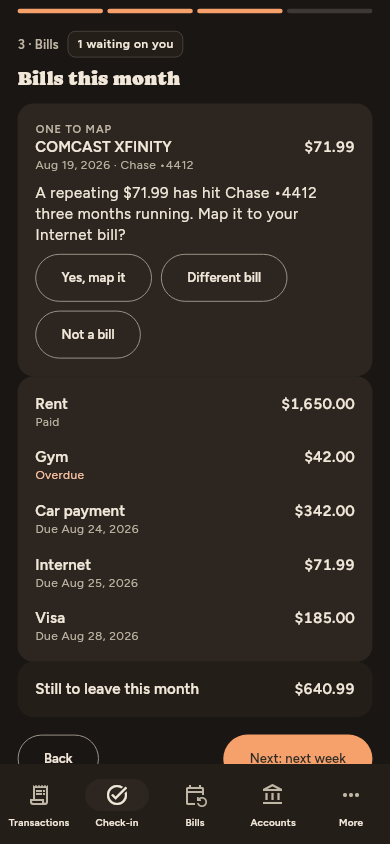 3 · Bills
1 waiting on you
Bills this month
ONE TO MAP
COMCAST XFINITY $71.99
Aug 19, 2026 · Chase •4412
A repeating $71.99 has hit Chase •4412
three months running. Map it to your
Internet bill?
Yes, map it
Different bill
Not a bill
Rent $1,650.00
Paid
Gym $42.00
Overdue
Car payment $342.00
Due Aug 24, 2026
Internet $71.99
Due Aug 25, 2026
Visa $185.00
Due Aug 28, 2026
Still to leave this month $640.99
Back
Next: next week
Transactions
Check-in
Bills
Accounts
More